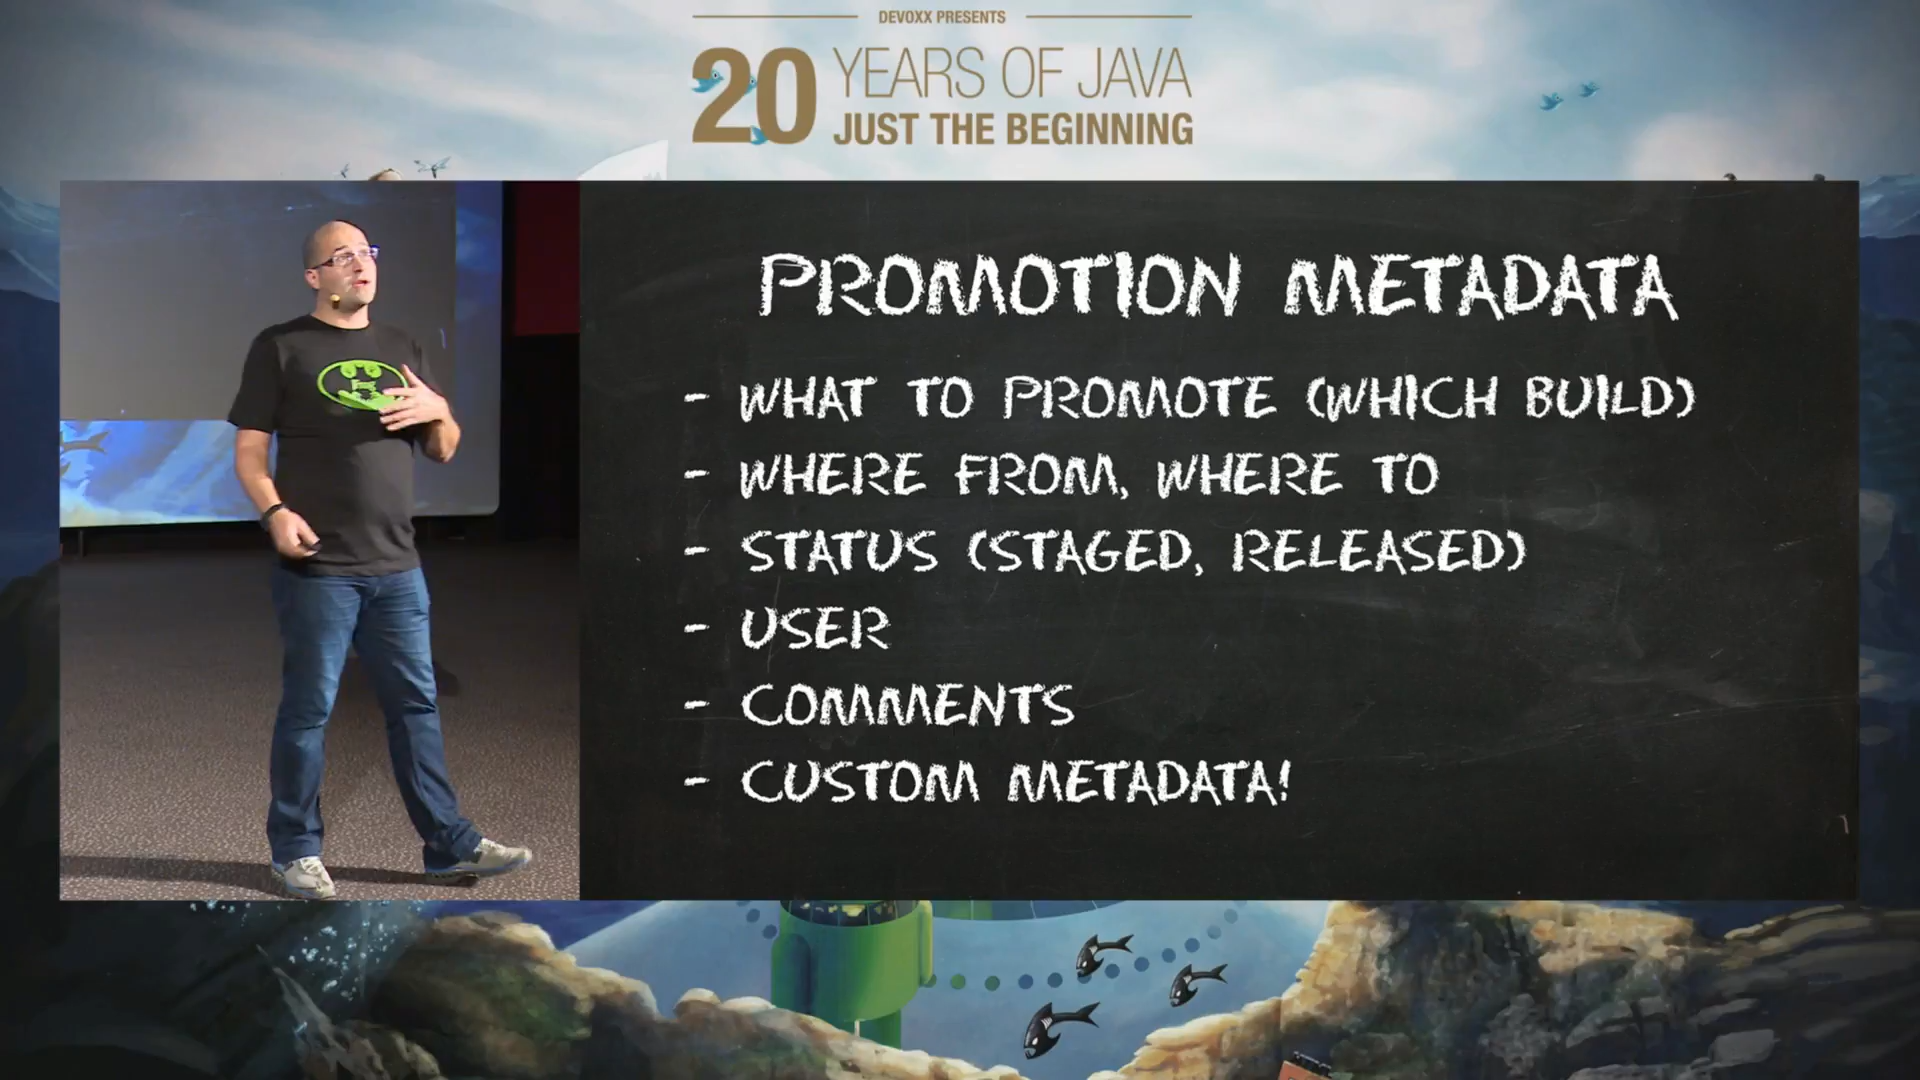 DEVOXX PRESENTS
20 YEARS OF JAVA
JUST THE BEGINNING
PROMOTION METADATA
- WHAT TO PROMOTE (WHICH BUILD)
- WHERE FROM, WHERE TO
- STATUS (STAGED, RELEASED)
- USER
- COMMENTS
- CUSTOM METADATA!